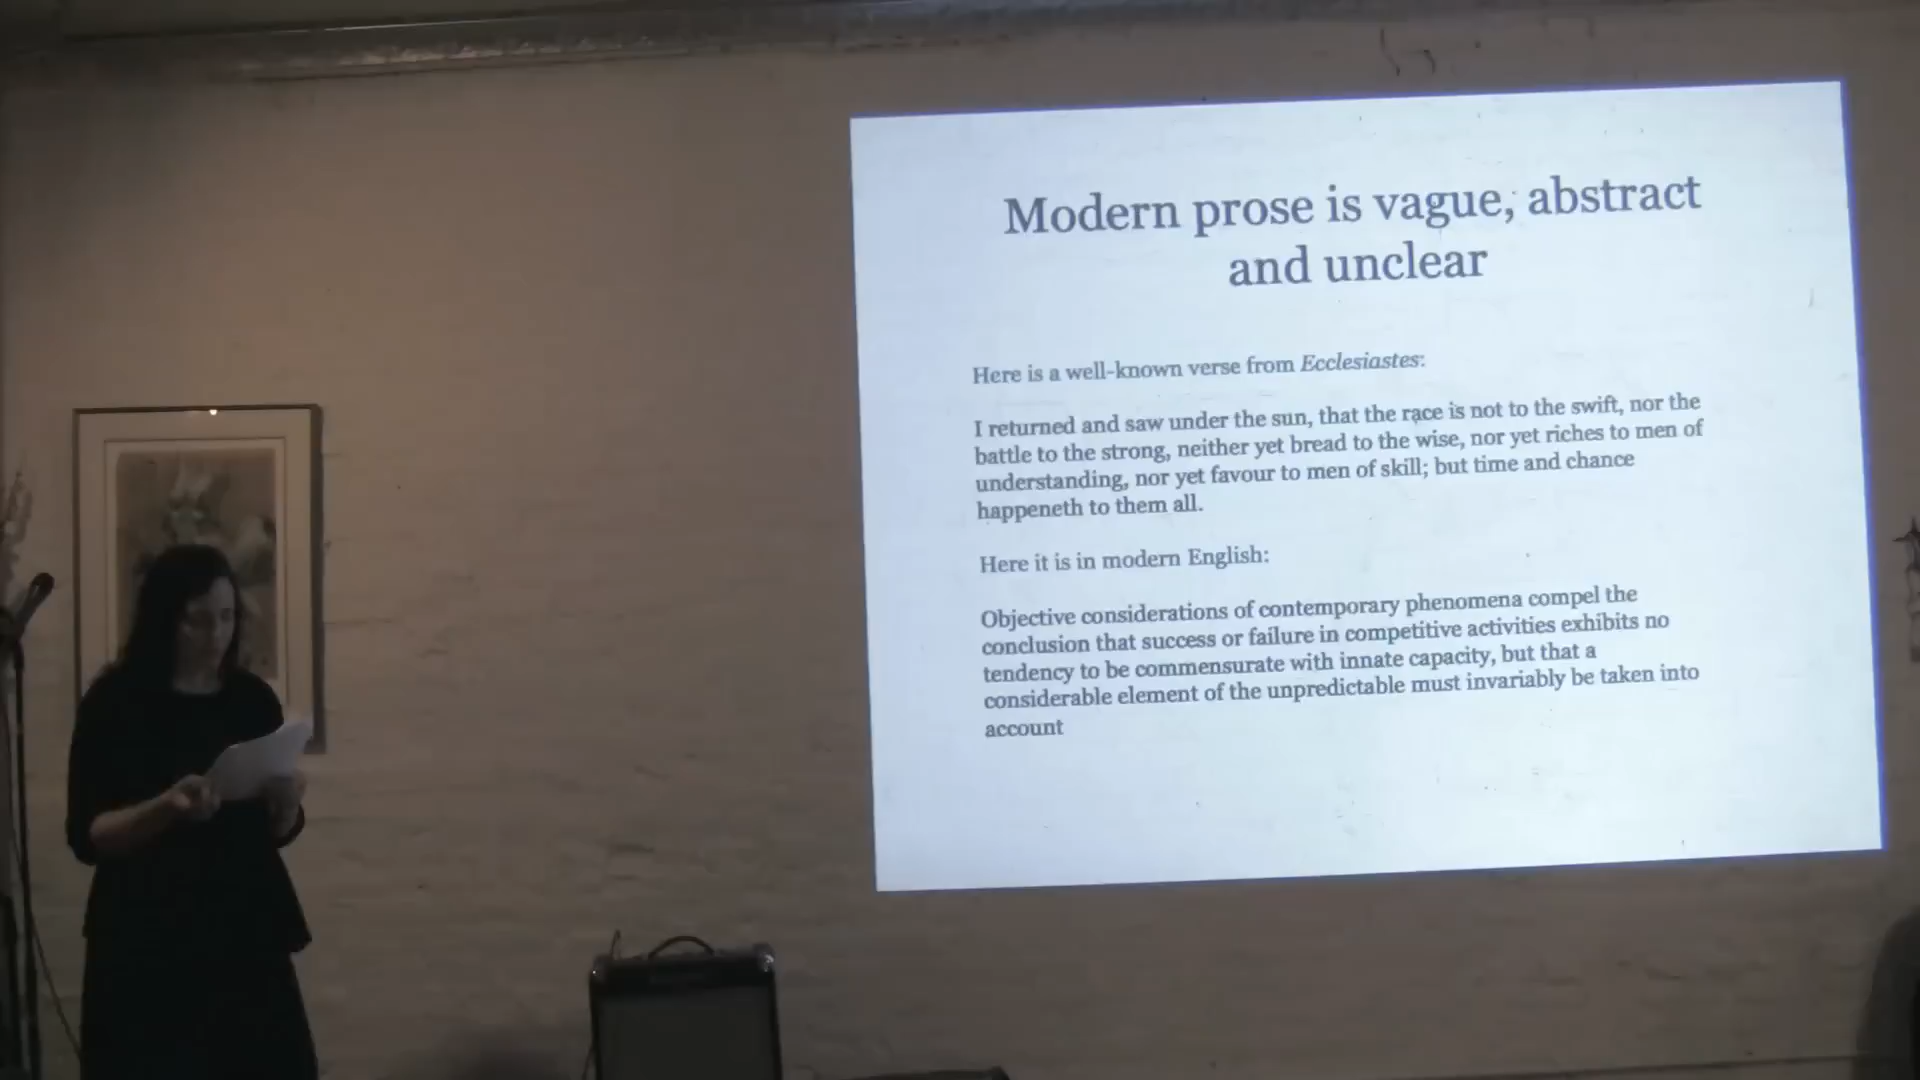 Modern prose is vague, abstract
and unclear
Here is a well-known verse from Ecclesiastes:
I returned and saw under the sun, that the race is not to the swift, nor the
battle to the strong, neither yet bread to the wise, nor yet riches to men of
understanding, nor yet favour to men of skill; but time and chance
happeneth to them all.
Here it is in modern English:
Objective considerations of contemporary phenomena compel the
conclusion that success or failure in competitive activities exhibits no
tendency to be commensurate with innate capacity, but that a
considerable element of the unpredictable must invariably be taken into
account